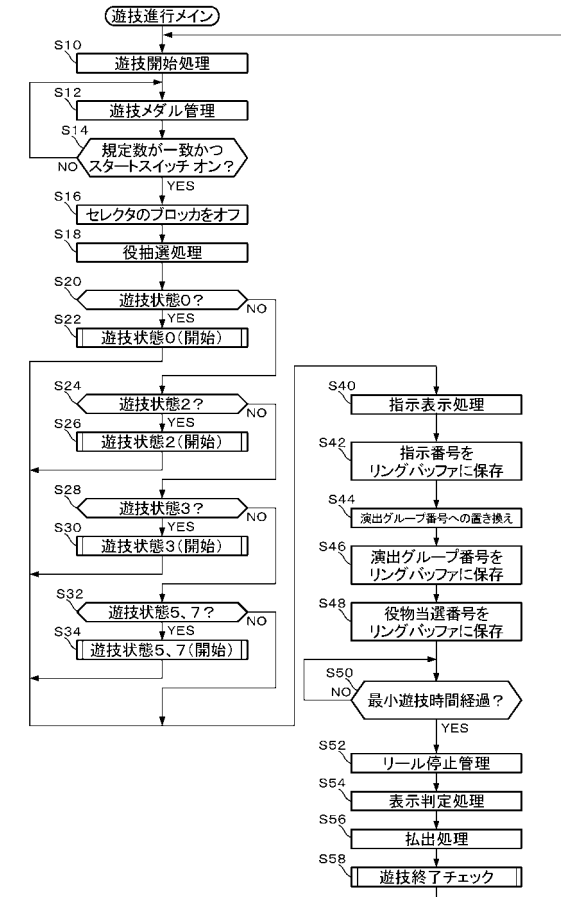 遊技進行メイン
S10
遊技開始処理
S12
遊技メダル管理
S14
規定数が一致かつ
スタートスイッチ オン?
NO
YES
S16
セレクタのブロッカをオフ
S18
役抽選処理
S20
遊技状態0?
NO
YES
S22
遊技状態0(開始)
S24
遊技状態2?
NO
YES
S26
遊技状態2(開始)
S28
遊技状態3?
NO
YES
S30
遊技状態3(開始)
S32
遊技状態5、7?
NO
YES
S34
遊技状態5、7(開始)
S40
指示表示処理
S42
指示番号を
リングバッファに保存
S44
演出グループ番号への置き換え
S46
演出グループ番号を
リングバッファに保存
S48
役物当選番号を
リングバッファに保存
S50
最小遊技時間経過?
NO
YES
S52
リール停止管理
S54
表示判定処理
S56
払出処理
S58
遊技終了チェック